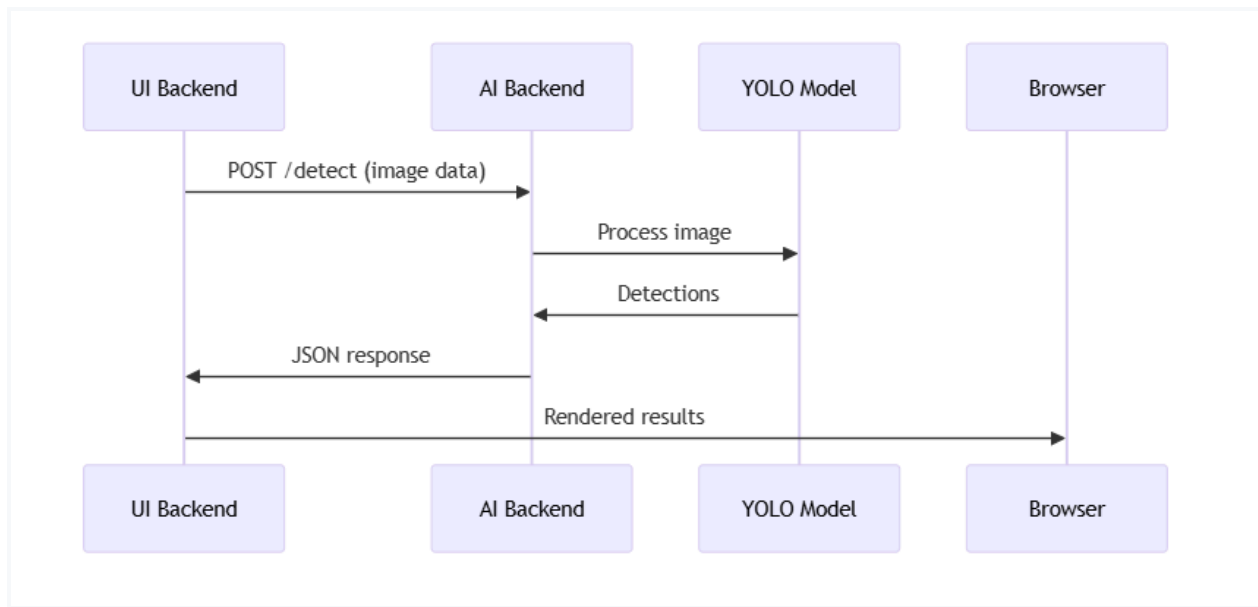 UI Backend
AI Backend
YOLO Model
Browser
POST /detect (image data)
Process image
Detections
JSON response
Rendered results
UI Backend
AI Backend
YOLO Model
Browser